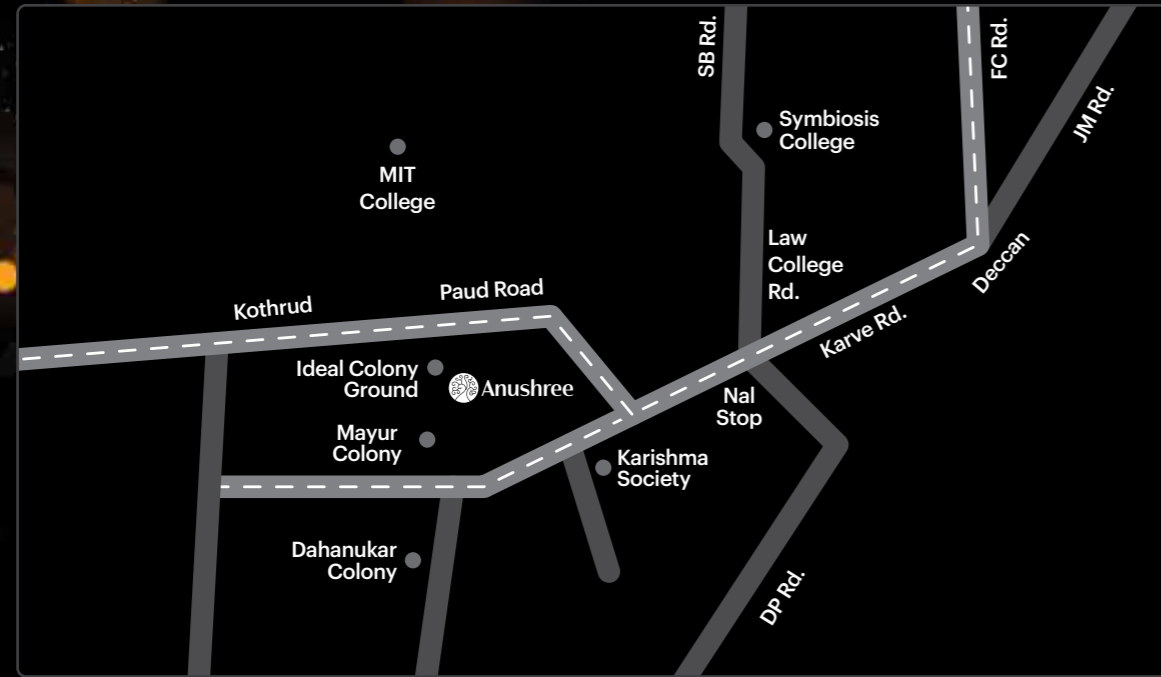 SB Rd.
FC Rd.
JM Rd.
Symbiosis
College
MIT
College
Law
College
Rd.
Deccan
Kothrud
Paud Road
Karve Rd.
Ideal Colony
Ground
Anushree
Nal
Stop
Mayur
Colony
Karishma
Society
Dahanukar
Colony
DP Rd.